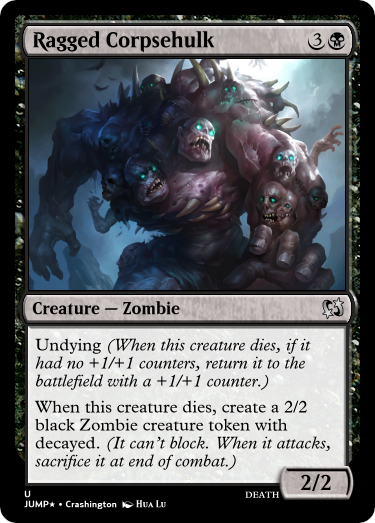 Ragged Corpsehulk 3
Creature — Zombie
Undying (When this creature dies, if it
had no +1/+1 counters, return it to the
battlefield with a +1/+1 counter.)
When this creature dies, create a 2/2
black Zombie creature token with
decayed. (It can't block. When it attacks,
sacrifice it at end of combat.)
2/2
U DEATH
JUMP★ • Crashington Hua Lu